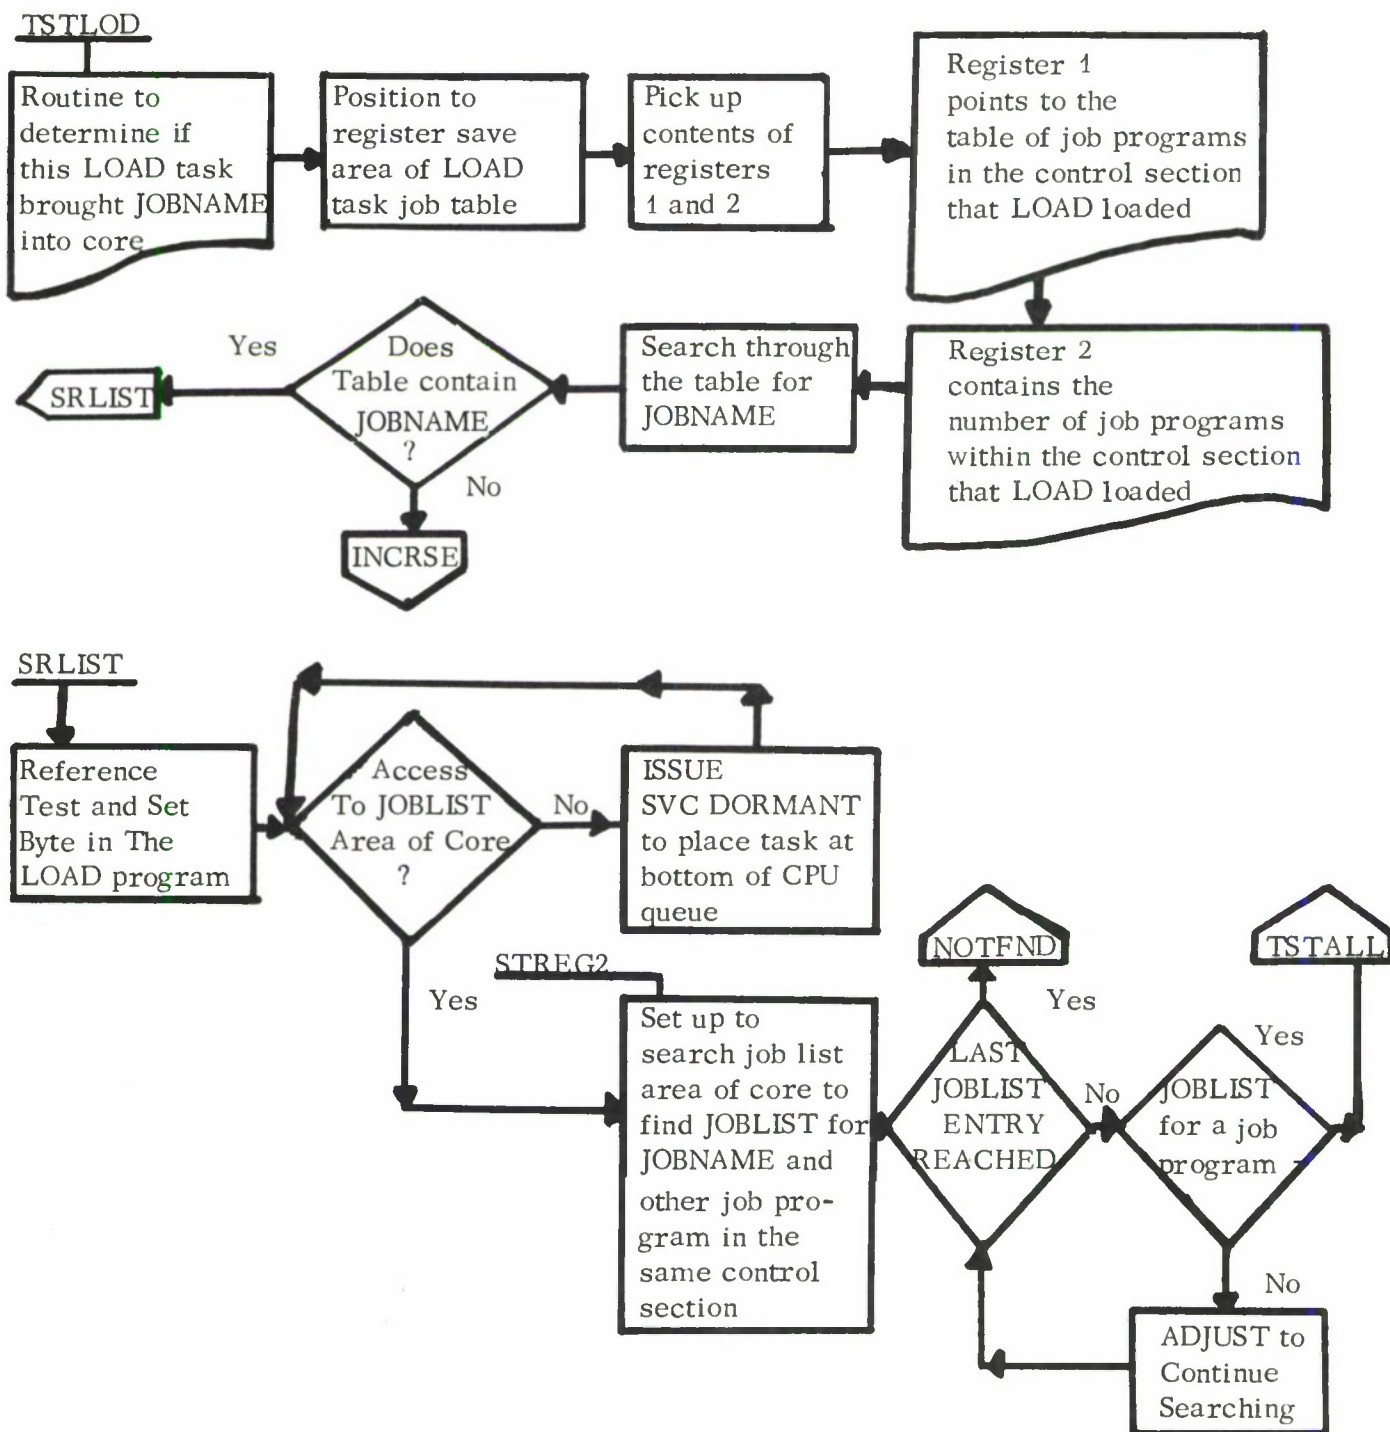 TSTLOD
Routine to
determine if
this LOAD task
brought JOBNAME
into core
Position to
register save
area of LOAD
task job table
Pick up
contents of
registers
1 and 2
Register 1
points to the
table of job programs
in the control section
that LOAD loaded
Register 2
contains the
number of job programs
within the control section
that LOAD loaded
Search through
the table for
JOBNAME
Does
Table contain
JOBNAME
?
Yes
SRLIST
No
INCRSE
SRLIST
Reference
Test and Set
Byte in The
LOAD program
Access
To JOBLIST
Area of Core
?
No
ISSUE
SVC DORMANT
to place task at
bottom of CPU
queue
Yes
STREG2
Set up to
search job list
area of core to
find JOBLIST for
JOBNAME and
other job pro-
gram in the
same control
section
LAST
JOBLIST
ENTRY
REACHED
Yes
NOTFND
No
JOBLIST
for a job
program -
Yes
TSTALL
No
ADJUST to
Continue
Searching